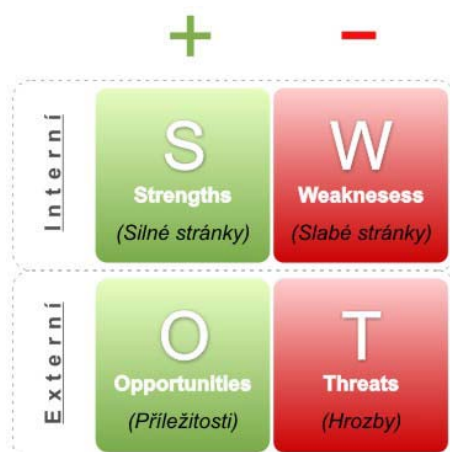 + −
Interní
S
Strengths
(Silné stránky)
W
Weaknesess
(Slabé stránky)
Externí
O
Opportunities
(Příležitosti)
T
Threats
(Hrozby)